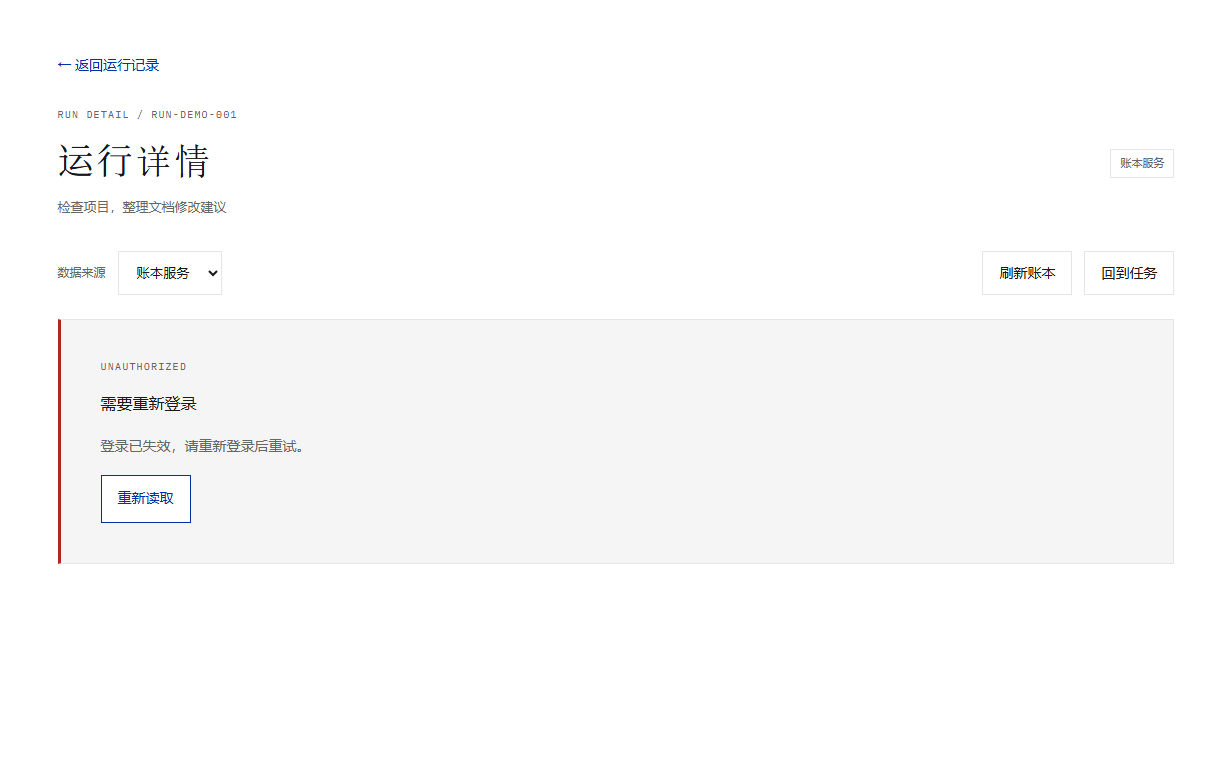 ← 返回运行记录
RUN DETAIL / RUN-DEMO-001
运行详情
账本服务
检查项目，整理文档修改建议
数据来源 账本服务 刷新账本 回到任务
UNAUTHORIZED
需要重新登录
登录已失效，请重新登录后重试。
重新读取